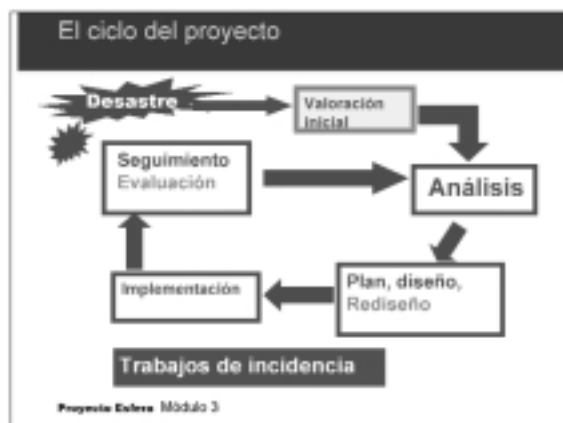 El ciclo del proyecto
Desastre
Valoración
inicial
Seguimiento
Evaluación
Análisis
Implementación
Plan, diseño,
Rediseño
Trabajos de incidencia
Proyecto Esfera Módulo 3